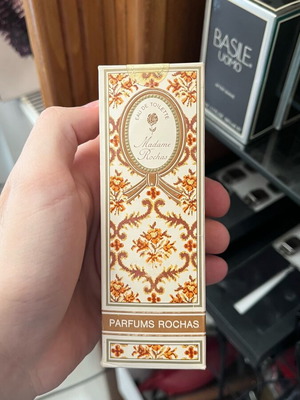 EAU DE TOILETTE
Madame
Rochas
PARFUMS ROCHAS
BASILE
UOMO